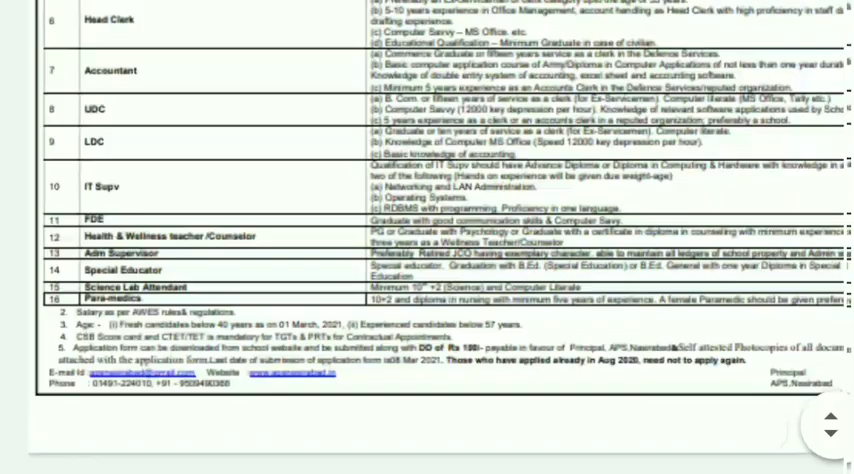 (b) 5-10 years experience in Office Management, account handling as Head Clerk with high proficiency in staff d
6 Head Clerk
drafting experience.
(c) Computer Savvy – MS Office. etc.
(d) Educational Qualification – Minimum Graduate in case of civilian.
(a) Commerce Graduate or fifteen years service as a clerk in the Defence Services.
(b) Basic computer application course of Army/Diploma in Computer Applications of not less than one year durat
7 Accountant
Knowledge of double entry system of accounting, excel sheet and accounting software.
(c) Minimum 5 years experience as an Accounts Clerk in the Defence Services/reputed organization.
(a) B. Com. or fifteen years of service as a clerk (for Ex-Servicemen). Computer literate (MS Office, Tally etc.)
8 UDC (b) Computer Savvy (12000 key depression per hour). Knowledge of relevant software applications used by Scho
(c) 5 years experience as a clerk or an accounts clerk in a reputed organization; preferably a school.
(a) Graduate or ten years of service as a clerk (for Ex-Servicemen). Computer literate.
9 LDC (b) Knowledge of Computer MS Office (Speed 12000 key depression per hour).
(c) Basic knowledge of accounting.
Qualification of IT Supv should have Advance Diploma or Diploma in Computing & Hardware with knowledge in
two of the following (Hands on experience will be given due weight-age)
10 IT Supv (a) Networking and LAN Administration.
(b) Operating Systems.
(c) RDBMS with programming. Proficiency in one language.
11 FDE Graduate with good communication skills & Computer Savy.
12 Health & Wellness teacher /Counselor PG or Graduate with Psychology or Graduate with a certificate in diploma in counseling with minimum experienc
three years as a Wellness Teacher/Counselor
13 Adm Supervisor Preferably Retired JCO having exemplary character, able to maintain all ledgers of school property and Admin
14 Special Educator Special educator, Graduation with B.Ed. (Special Education) or B.Ed. General with one year Diploma in Special
Education
15 Science Lab Attendant Minimum 10th +2 (Science) and Computer Literate
16 Para-medics 10+2 and diploma in nursing with minimum five years of experience. A female Paramedic should be given prefer
2. Salary as per AWES rules& regulations.
3. Age: - (i) Fresh candidates below 40 years as on 01 March, 2021, (ii) Experienced candidates below 57 years.
4. CSB Score card and CTET/TET is mandatory for TGTs & PRTs for Contractual Appointments.
5. Application form can be downloaded from school website and be submitted along with DD of Rs 100/- payable in favour of Principal, APS,Nasirabad&Self attested Photocopies of all docum
attached with the application form.Last date of submission of application form is08 Mar 2021. Those who have applied already in Aug 2020, need not to apply again.
E-mail Id :apsnasirabad@gmail.com Website :www.apsnasirabad.in Principal
Phone : 01491-224010, +91 - 9509490368 APS,Nasirabad